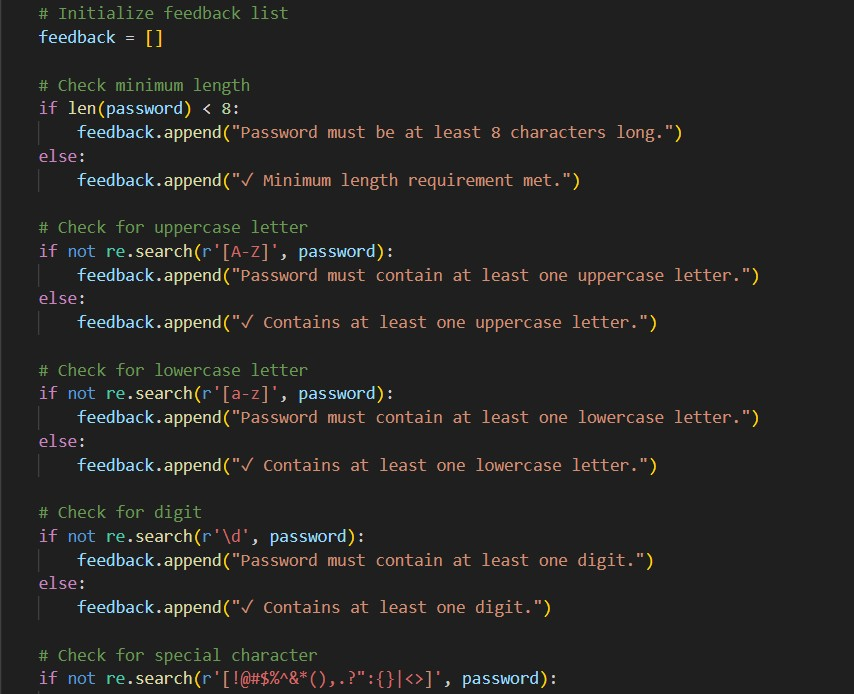 # Initialize feedback list
feedback = []
# Check minimum length
if len(password) < 8:
feedback.append("Password must be at least 8 characters long.")
else:
feedback.append("✓ Minimum length requirement met.")
# Check for uppercase letter
if not re.search(r'[A-Z]', password):
feedback.append("Password must contain at least one uppercase letter.")
else:
feedback.append("✓ Contains at least one uppercase letter.")
# Check for lowercase letter
if not re.search(r'[a-z]', password):
feedback.append("Password must contain at least one lowercase letter.")
else:
feedback.append("✓ Contains at least one lowercase letter.")
# Check for digit
if not re.search(r'\d', password):
feedback.append("Password must contain at least one digit.")
else:
feedback.append("✓ Contains at least one digit.")
# Check for special character
if not re.search(r'[!@#$%^&*(),.?":{}|<>]', password):